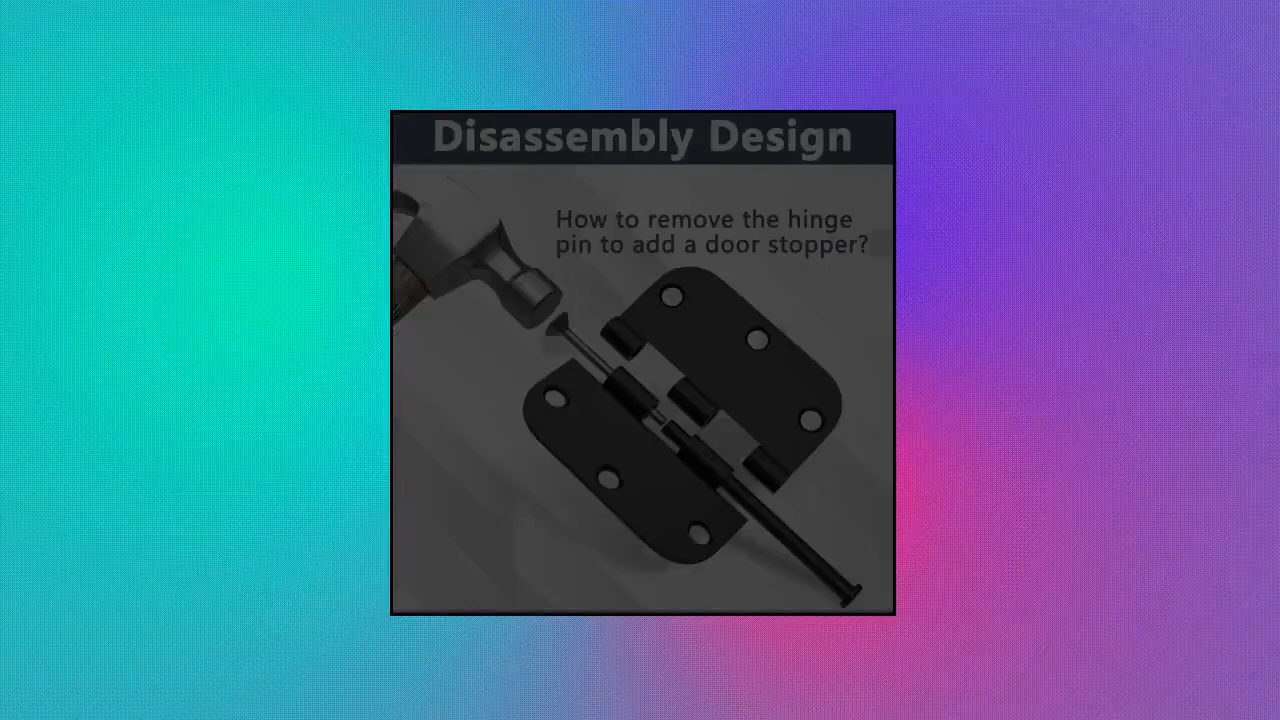 Disassembly Design
How to remove the hinge
pin to add a door stopper?